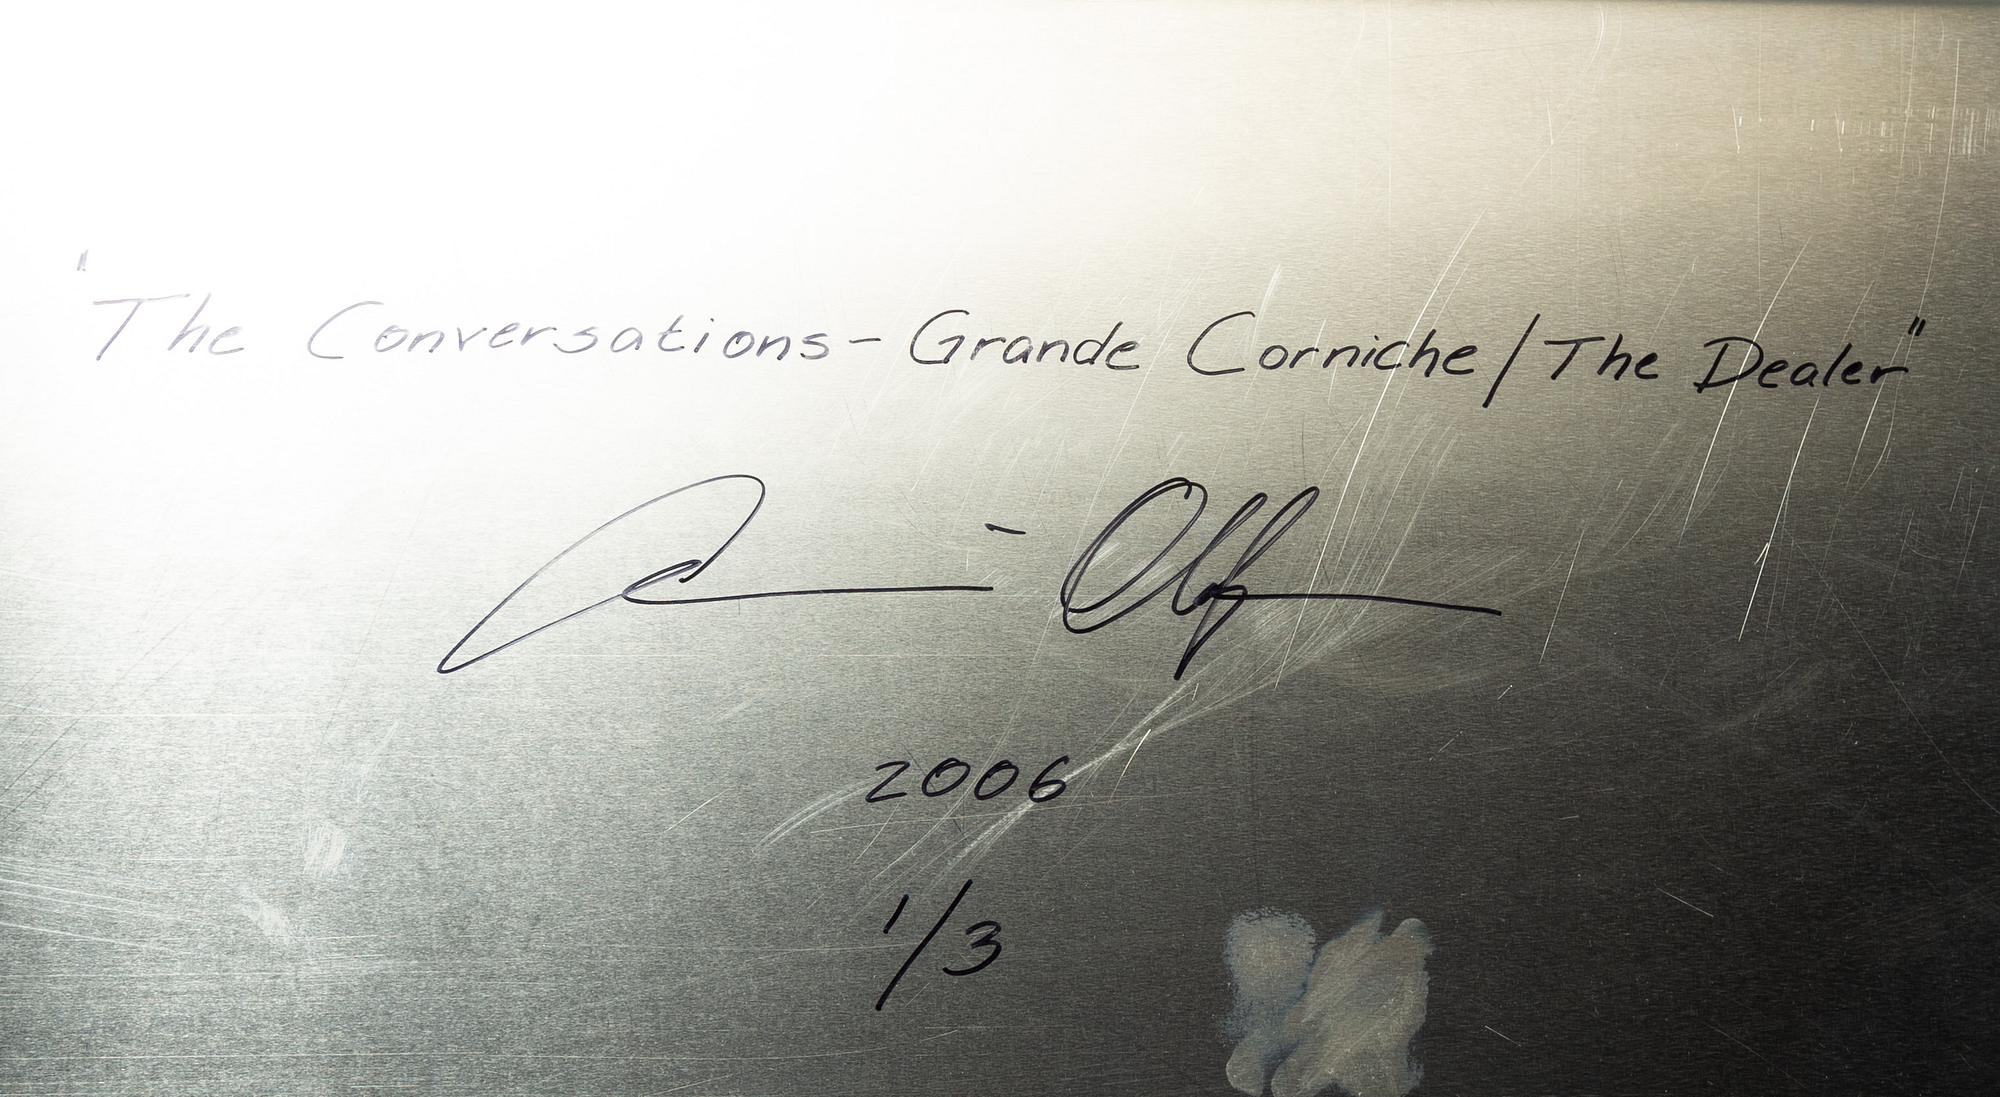 "The Conversations - Grande Corniche / The Dealer"
2006
1/3